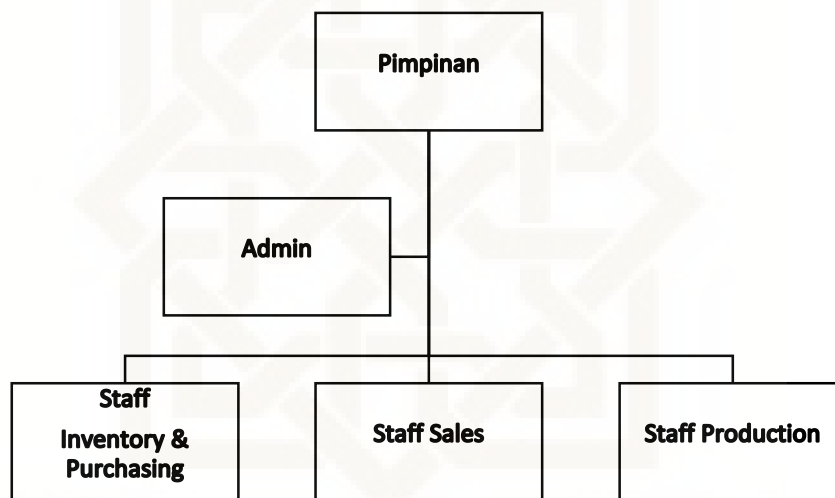 Pimpinan
Admin
Staff
Inventory &
Purchasing
Staff Sales
Staff Production